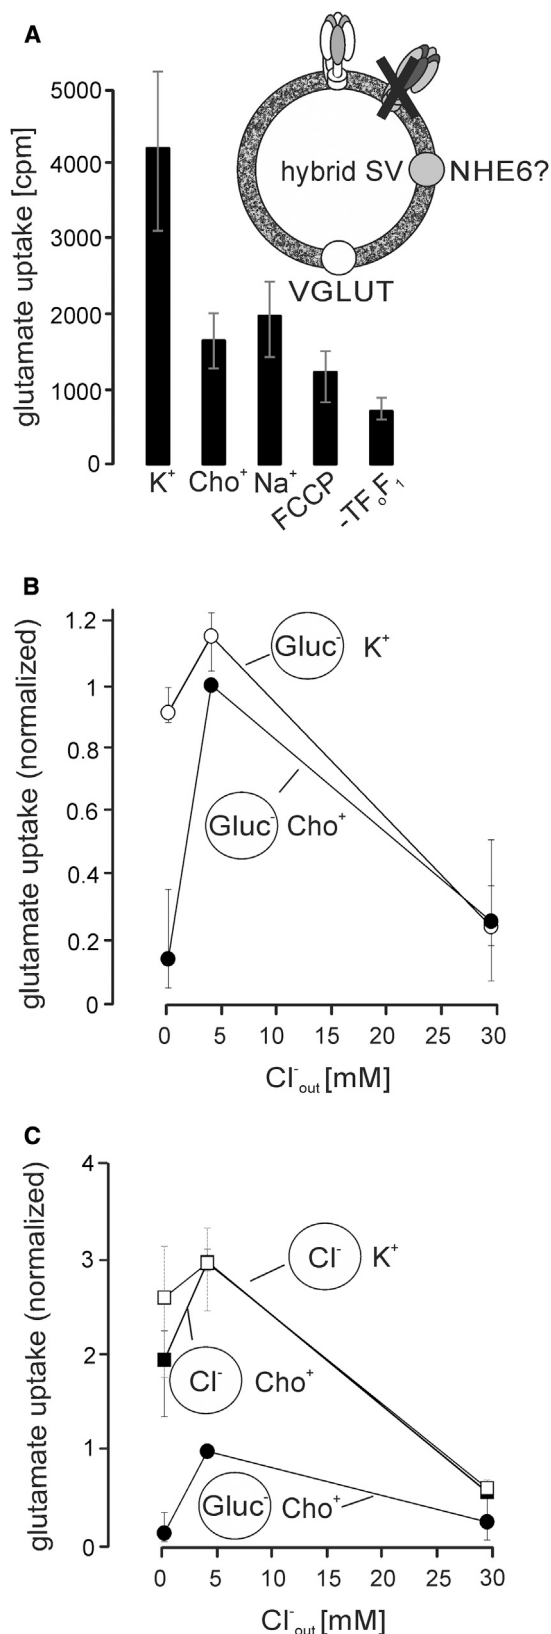 A
glutamate uptake [cpm]
5000
4000
3000
2000
1000
0
K⁺ Cho⁺ Na⁺ FCCP -TFₒF₁
hybrid SV NHE6?
VGLUT
B
glutamate uptake (normalized)
1.2
1
0.8
0.6
0.4
0.2
0
Gluc⁻ K⁺
Gluc⁻ Cho⁺
0 5 10 15 20 25 30
Cl⁻out [mM]
C
glutamate uptake (normalized)
4
3
2
1
0
Cl⁻ K⁺
Cl⁻ Cho⁺
Gluc⁻ Cho⁺
0 5 10 15 20 25 30
Cl⁻out [mM]